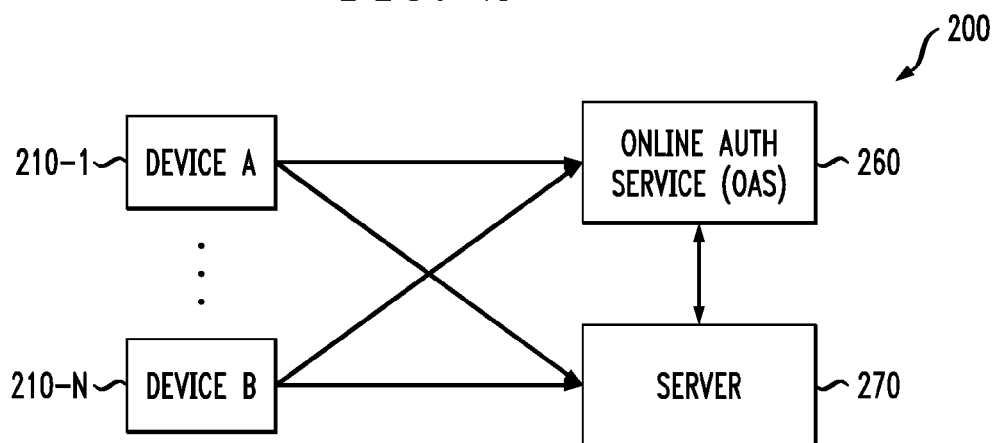 200
210-1
DEVICE A
ONLINE AUTH
SERVICE (OAS)
260
210-N
DEVICE B
SERVER
270